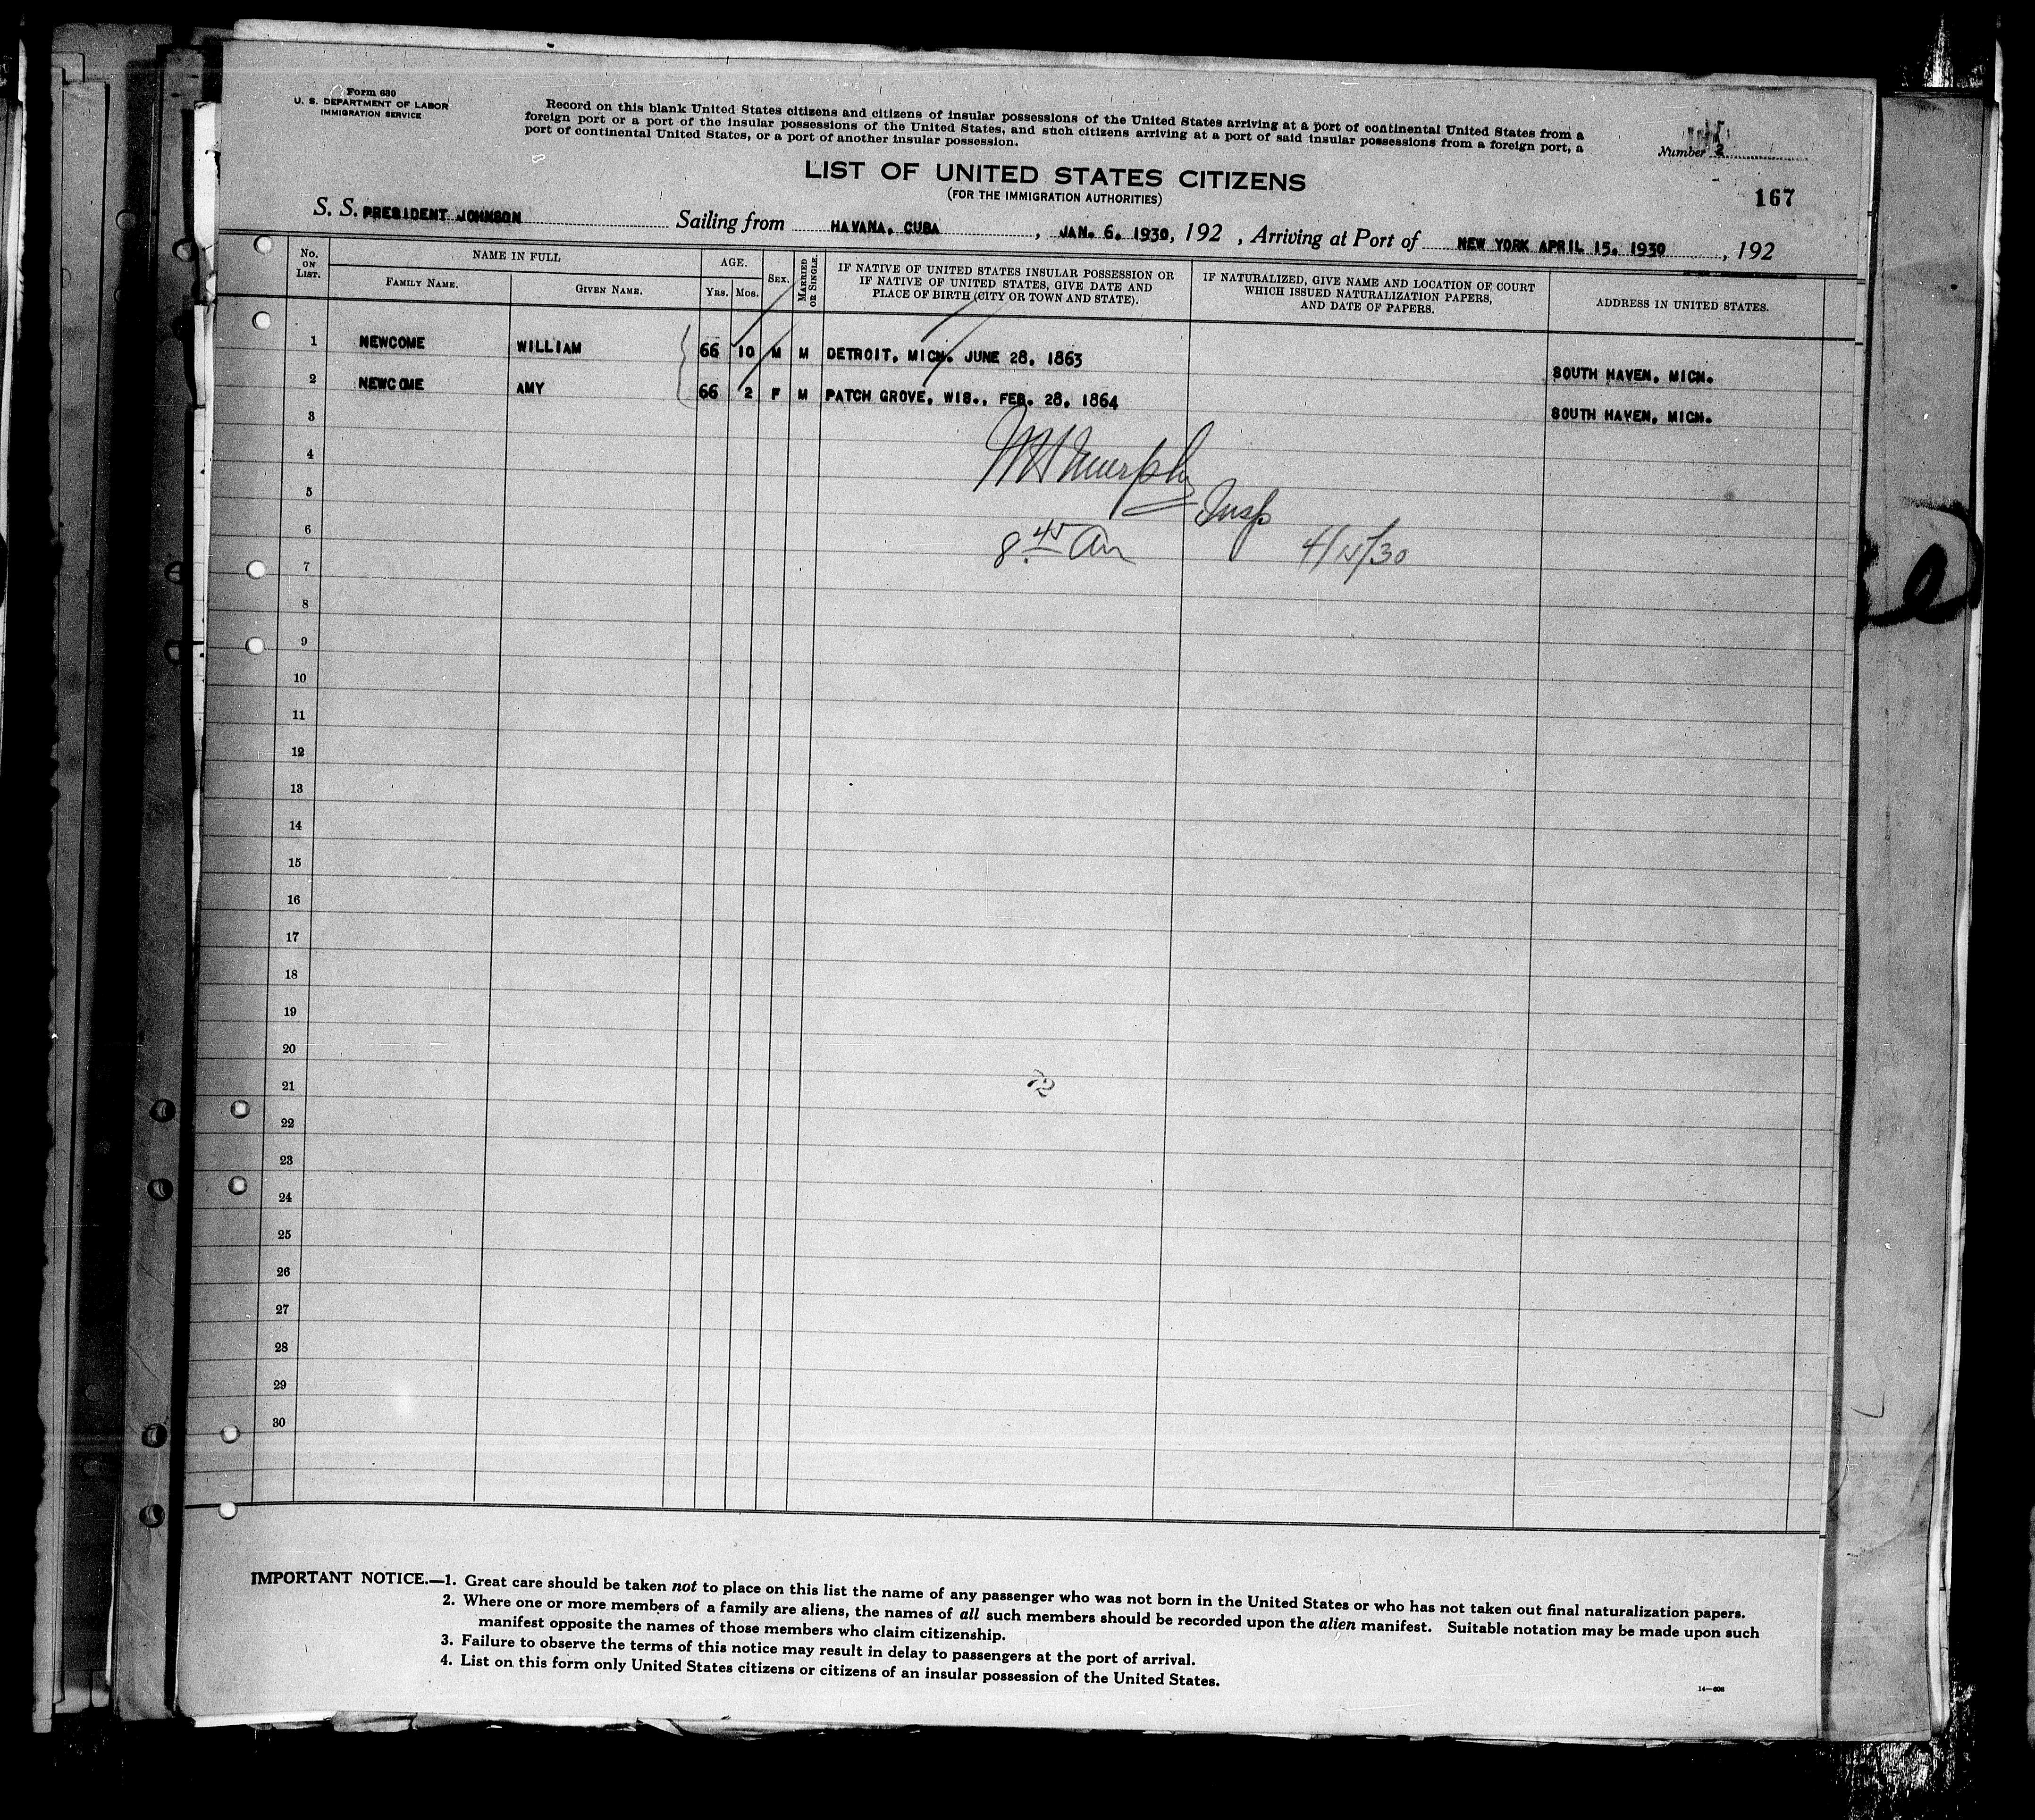 Form 630
U. S. DEPARTMENT OF LABOR
IMMIGRATION SERVICE
Record on this blank United States citizens and citizens of insular possessions of the United States arriving at a port of continental United States from a
foreign port or a port of the insular possessions of the United States, and such citizens arriving at a port of said insular possessions from a foreign port, a
port of continental United States, or a port of another insular possession.
Number 2
LIST OF UNITED STATES CITIZENS
(FOR THE IMMIGRATION AUTHORITIES)
167
S. S. PRESIDENT JOHNSON Sailing from HAVANA, CUBA, JAN. 6, 1930, 192 , Arriving at Port of NEW YORK APRIL 15, 1930, 192
No. ON LIST. NAME IN FULL AGE. SEX. MARRIED OR SINGLE. IF NATIVE OF UNITED STATES INSULAR POSSESSION OR IF NATIVE OF UNITED STATES, GIVE DATE AND PLACE OF BIRTH (CITY OR TOWN AND STATE). IF NATURALIZED, GIVE NAME AND LOCATION OF COURT WHICH ISSUED NATURALIZATION PAPERS, AND DATE OF PAPERS. ADDRESS IN UNITED STATES.
FAMILY NAME. GIVEN NAME. YRS. MOS.
1 NEWCOME WILLIAM 66 10 M M DETROIT, MICH. JUNE 28, 1863 SOUTH HAVEN, MICH.
2 NEWCOME AMY 66 2 F M PATCH GROVE, WIS., FEB. 28, 1864 SOUTH HAVEN, MICH.
3
4 Murphy
5 Insp
6 8.45 am 4/15/30
7
8
9
10
11
12
13
14
15
16
17
18
19
20
21
22
23
24
25
26
27
28
29
30
IMPORTANT NOTICE.—1. Great care should be taken not to place on this list the name of any passenger who was not born in the United States or who has not taken out final naturalization papers.
2. Where one or more members of a family are aliens, the names of all such members should be recorded upon the alien manifest. Suitable notation may be made upon such
manifest opposite the names of those members who claim citizenship.
3. Failure to observe the terms of this notice may result in delay to passengers at the port of arrival.
4. List on this form only United States citizens or citizens of an insular possession of the United States.